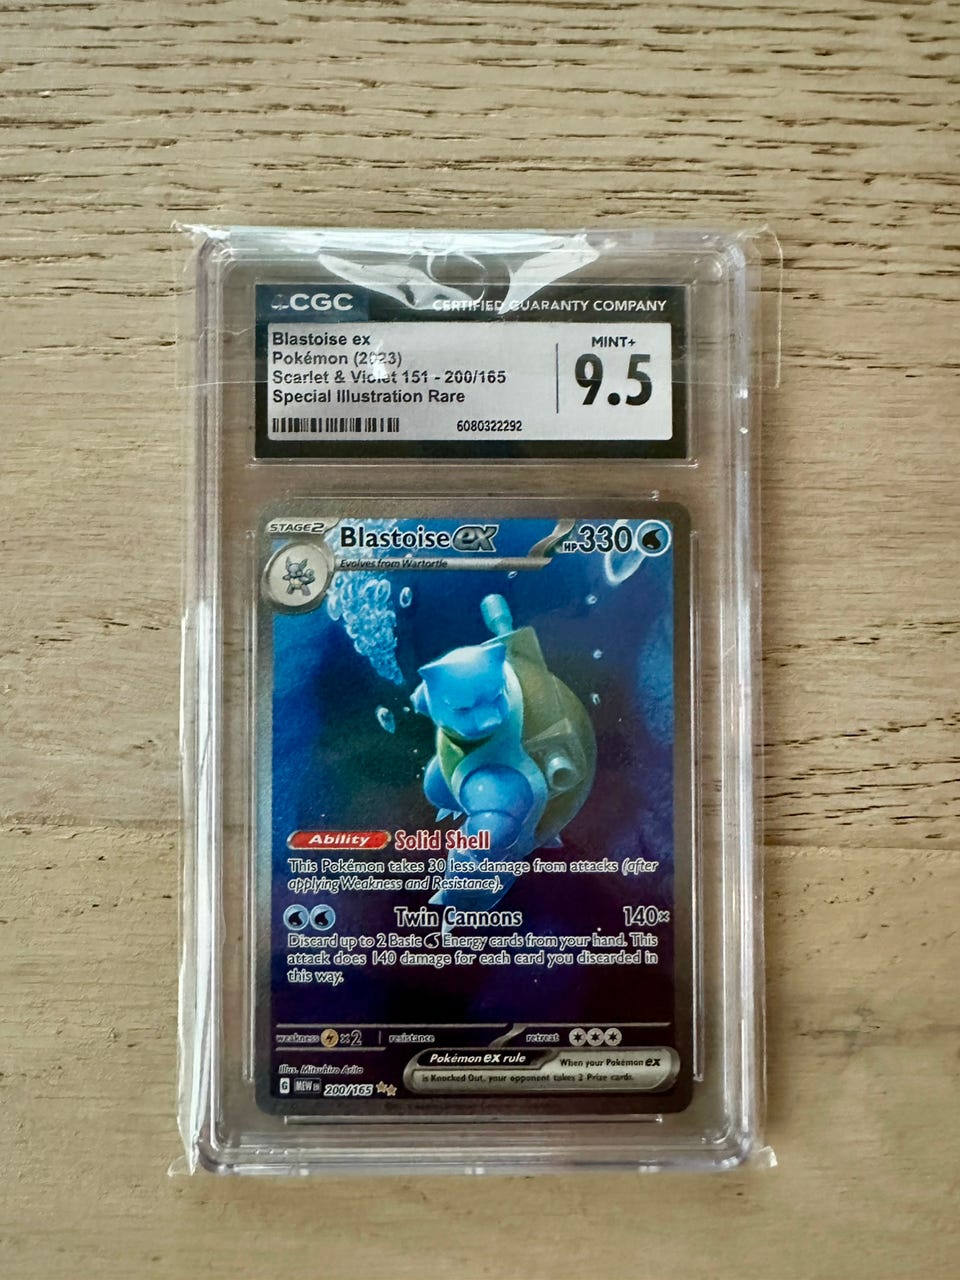 CGC CERTIFIED GUARANTY COMPANY
Blastoise ex
Pokémon (2023)
Scarlet & Violet 151 - 200/165
Special Illustration Rare
MINT+
9.5
6080322292
STAGE 2 Blastoise ex HP 330
Evolves from Wartortle
Ability Solid Shell
This Pokémon takes 30 less damage from attacks (after
applying Weakness and Resistance).
Twin Cannons 140×
Discard up to 2 Basic Energy cards from your hand. This
attack does 140 damage for each card you discarded in
this way.
weakness ×2 resistance retreat
Pokémon ex rule When your Pokémon ex
is Knocked Out, your opponent takes 2 Prize cards.
Illus. Mitsuhiro Arita
G MEW EN 200/165